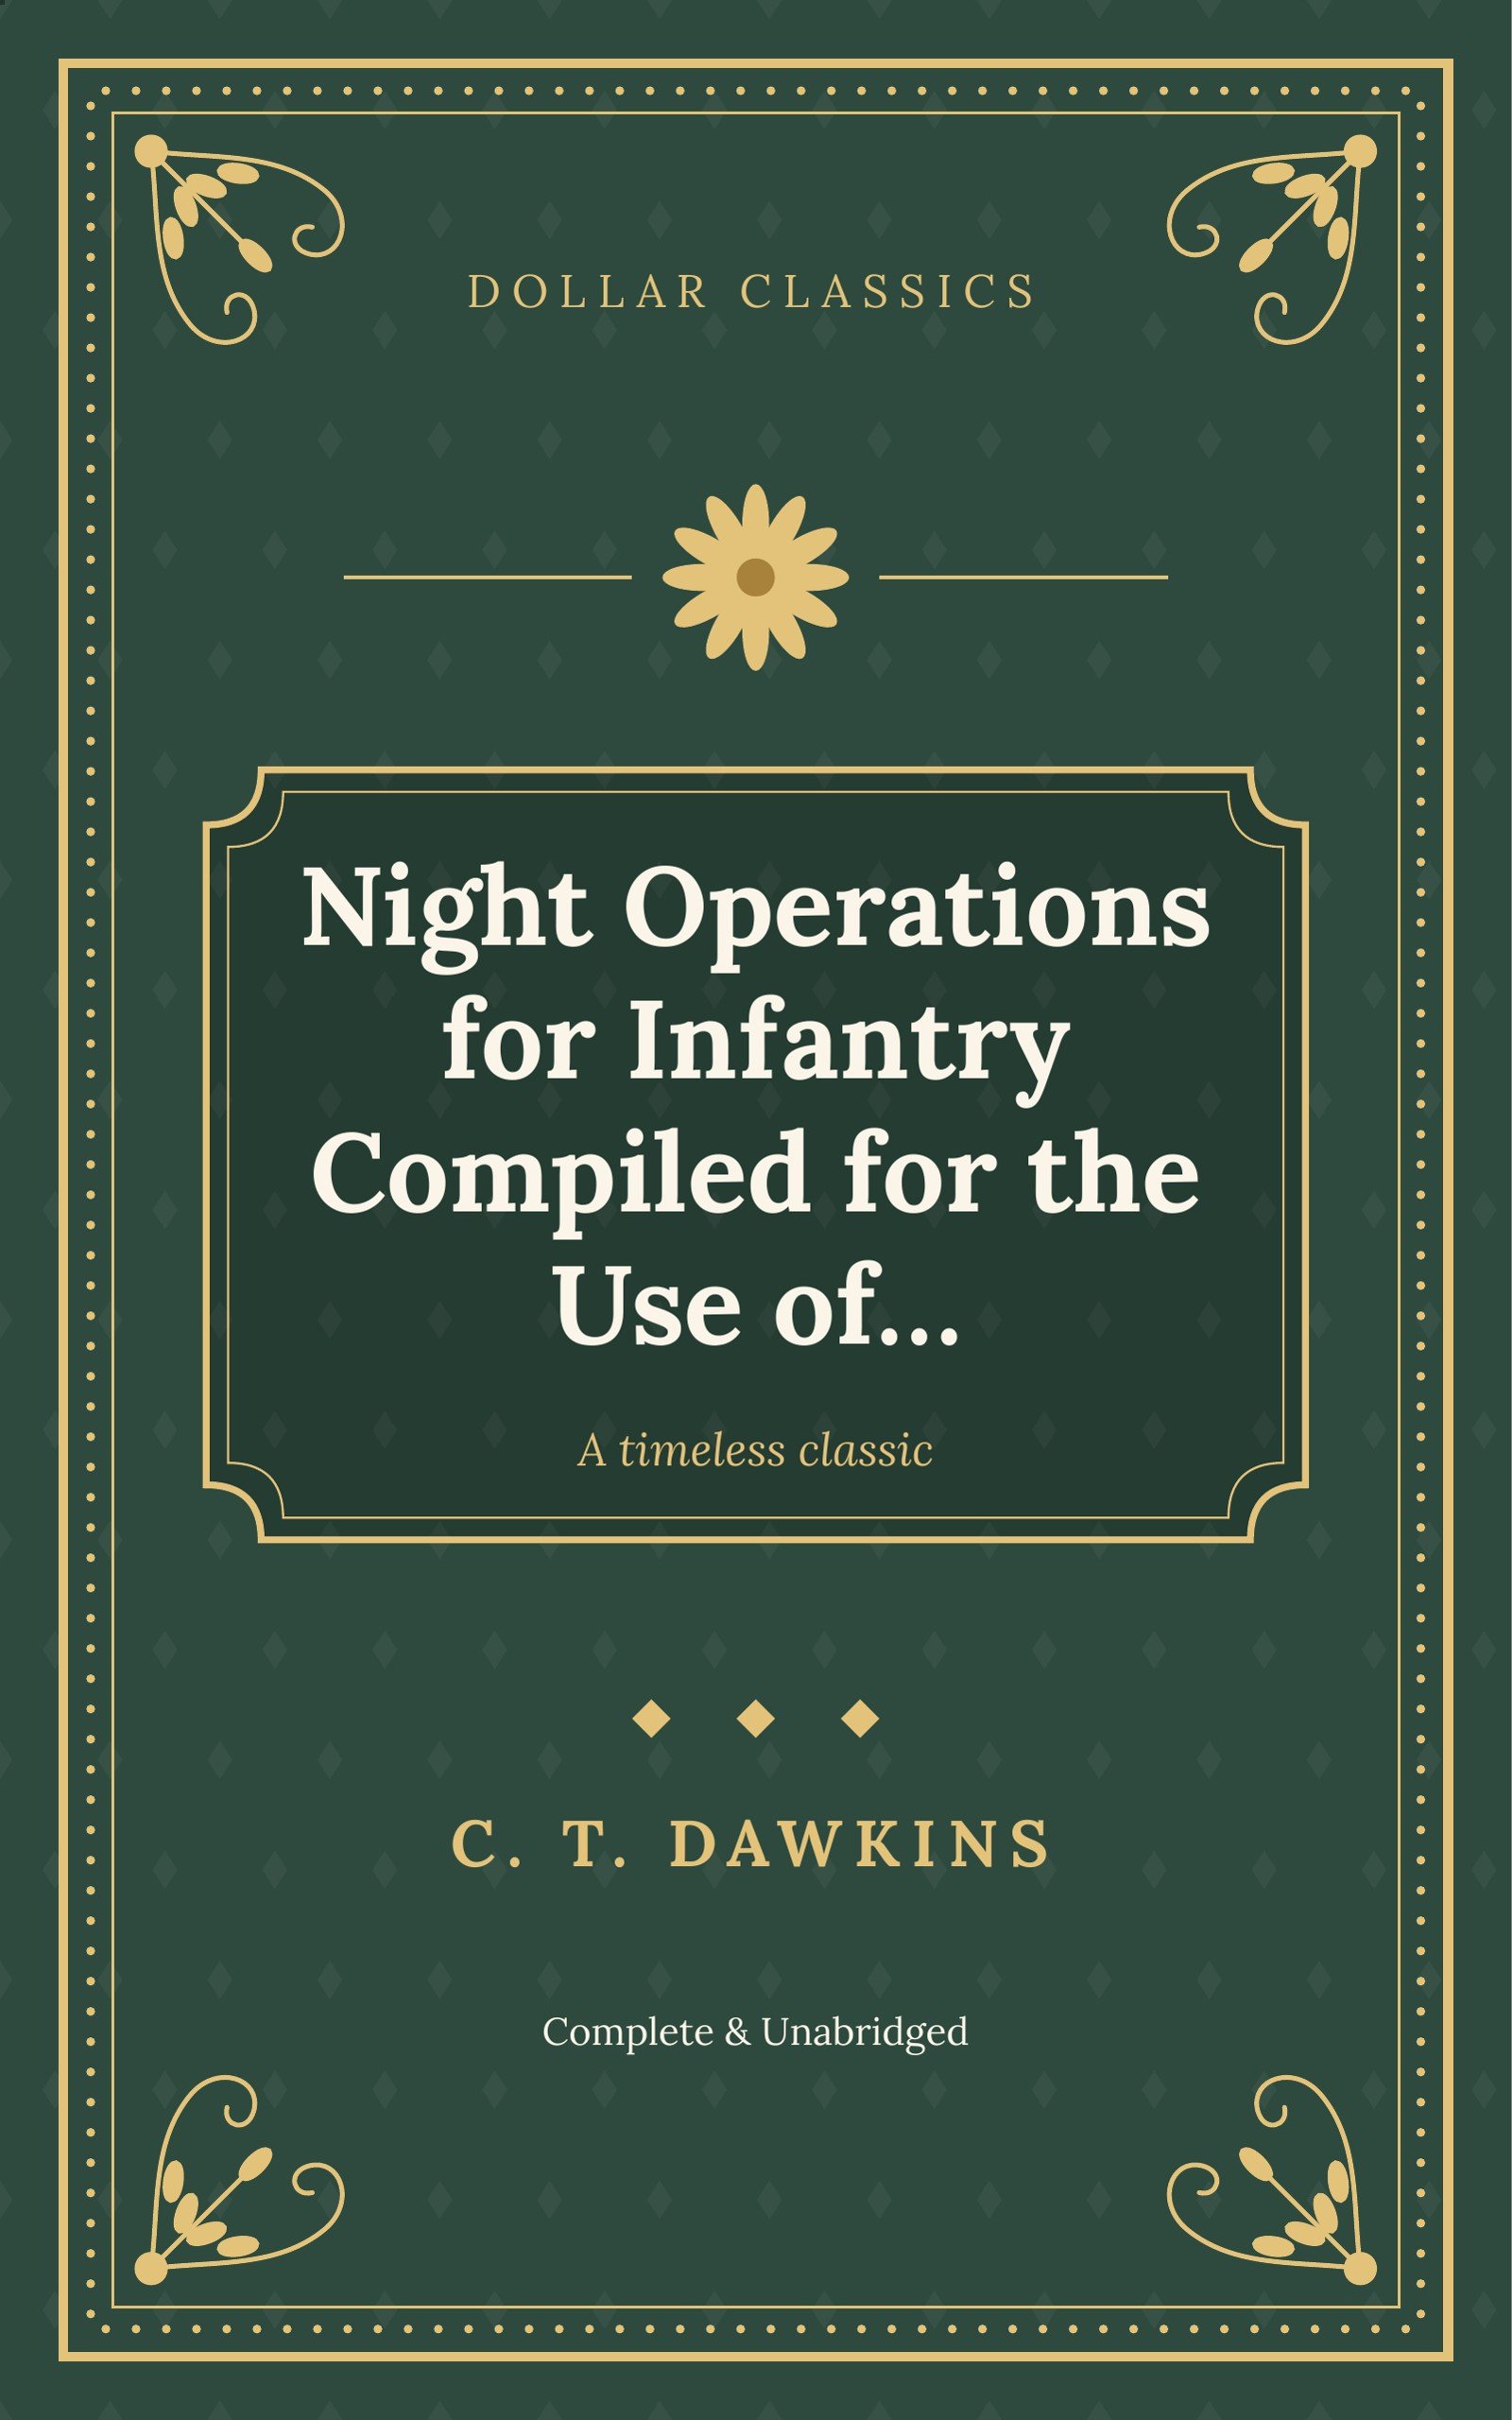 DOLLAR CLASSICS
Night Operations
for Infantry
Compiled for the
Use of...
A timeless classic
C. T. DAWKINS
Complete & Unabridged